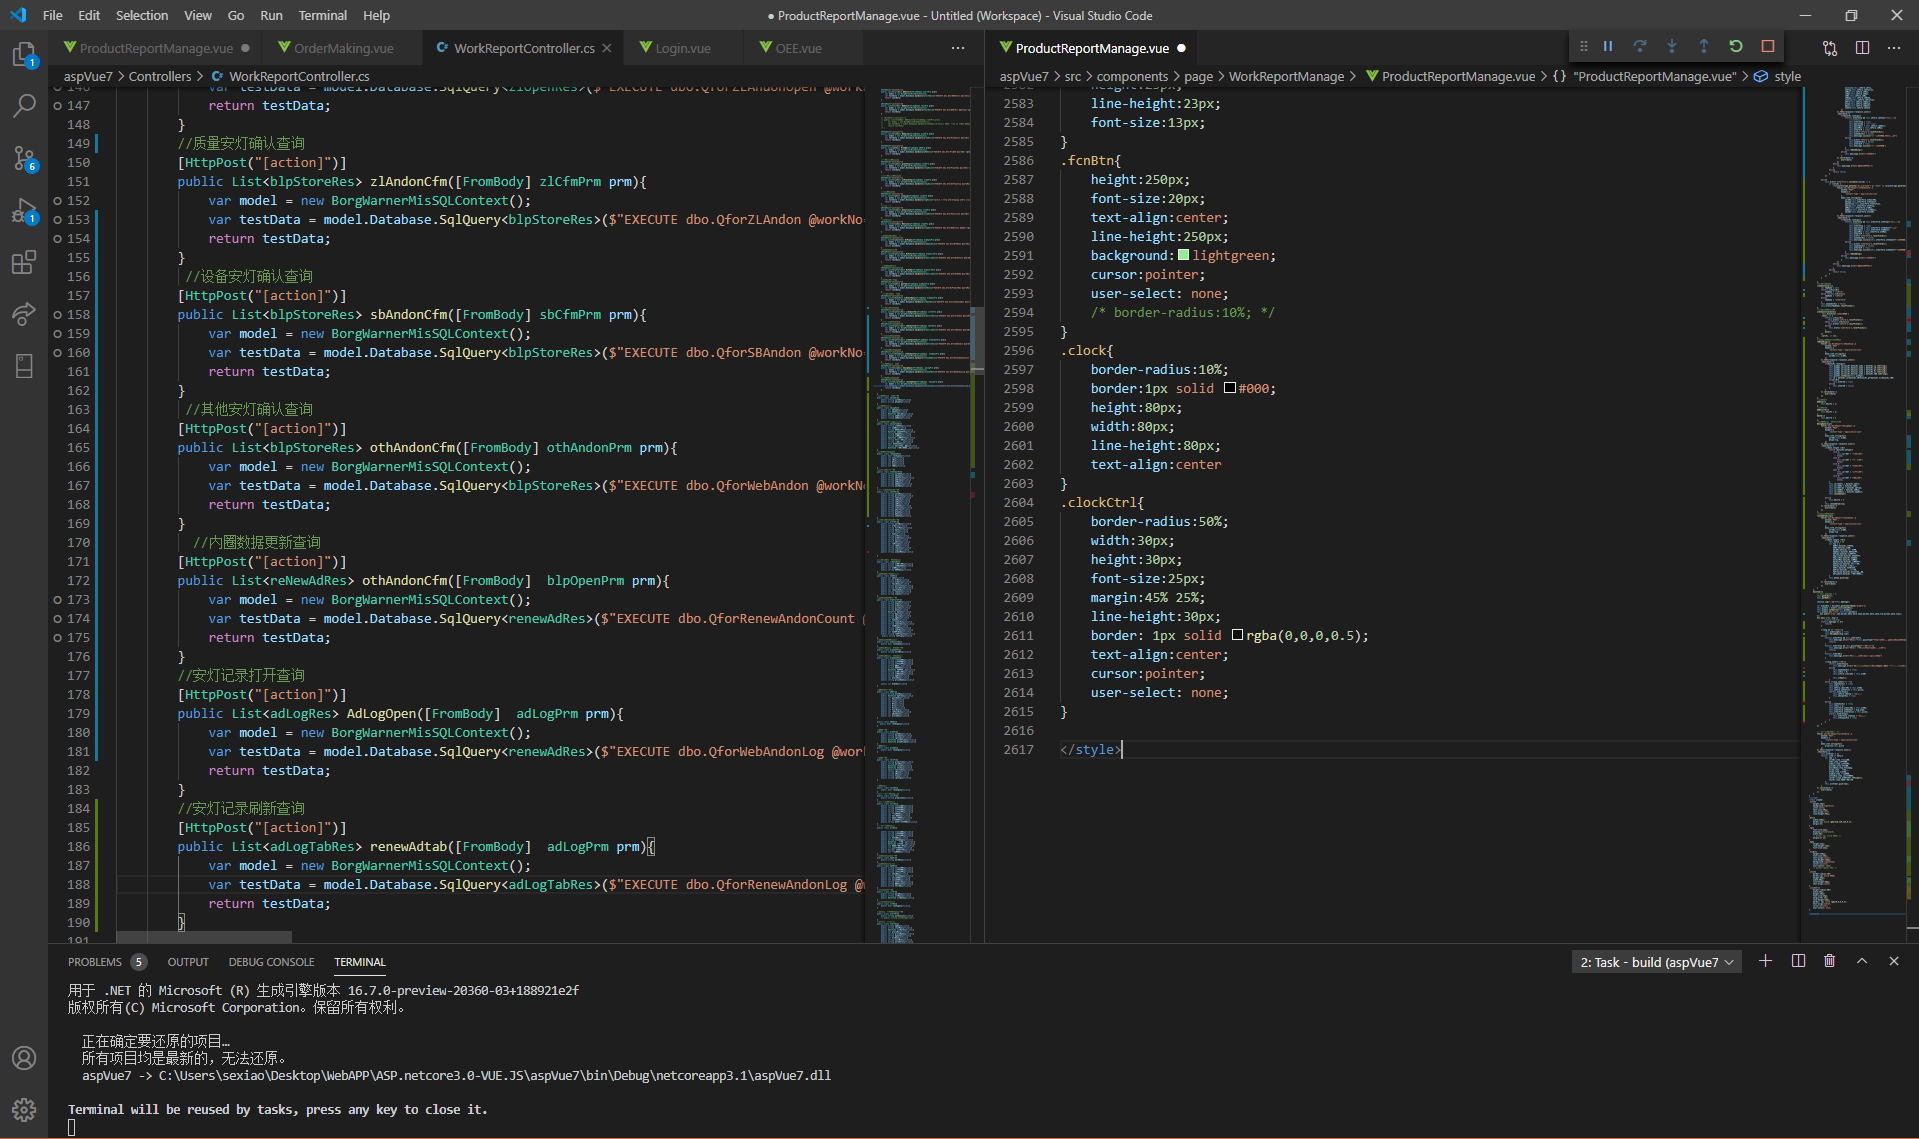 File Edit Selection View Go Run Terminal Help
● ProductReportManage.vue - Untitled (Workspace) - Visual Studio Code
ProductReportManage.vue ●
OrderMaking.vue
C# WorkReportController.cs ×
Login.vue
OEE.vue
aspVue7 > Controllers > C# WorkReportController.cs
147 return testData;
148 }
149 //质量安灯确认查询
150 [HttpPost("[action]")]
151 public List<blpStoreRes> zlAndonCfm([FromBody] zlCfmPrm prm){
152 var model = new BorgWarnerMisSQLContext();
153 var testData = model.Database.SqlQuery<blpStoreRes>($"EXECUTE dbo.QforZLAndon @workNo
154 return testData;
155 }
156 //设备安灯确认查询
157 [HttpPost("[action]")]
158 public List<blpStoreRes> sbAndonCfm([FromBody] sbCfmPrm prm){
159 var model = new BorgWarnerMisSQLContext();
160 var testData = model.Database.SqlQuery<blpStoreRes>($"EXECUTE dbo.QforSBAndon @workNo
161 return testData;
162 }
163 //其他安灯确认查询
164 [HttpPost("[action]")]
165 public List<blpStoreRes> othAndonCfm([FromBody] othAndonPrm prm){
166 var model = new BorgWarnerMisSQLContext();
167 var testData = model.Database.SqlQuery<blpStoreRes>($"EXECUTE dbo.QforWebAndon @workN
168 return testData;
169 }
170 //内圈数据更新查询
171 [HttpPost("[action]")]
172 public List<reNewAdRes> othAndonCfm([FromBody]  blpOpenPrm prm){
173 var model = new BorgWarnerMisSQLContext();
174 var testData = model.Database.SqlQuery<renewAdRes>($"EXECUTE dbo.QforRenewAndonCount @
175 return testData;
176 }
177 //安灯记录打开查询
178 [HttpPost("[action]")]
179 public List<adLogRes> AdLogOpen([FromBody]  adLogPrm prm){
180 var model = new BorgWarnerMisSQLContext();
181 var testData = model.Database.SqlQuery<renewAdRes>($"EXECUTE dbo.QforWebAndonLog @work
182 return testData;
183 }
184 //安灯记录刷新查询
185 [HttpPost("[action]")]
186 public List<adLogTabRes> renewAdtab([FromBody]  adLogPrm prm){
187 var model = new BorgWarnerMisSQLContext();
188 var testData = model.Database.SqlQuery<adLogTabRes>($"EXECUTE dbo.QforRenewAndonLog @
189 return testData;
190 }
191
ProductReportManage.vue ●
aspVue7 > src > components > page > WorkReportManage > ProductReportManage.vue > {} "ProductReportManage.vue" > style
2583 line-height:23px;
2584 font-size:13px;
2585 }
2586 .fcnBtn{
2587 height:250px;
2588 font-size:20px;
2589 text-align:center;
2590 line-height:250px;
2591 background:lightgreen;
2592 cursor:pointer;
2593 user-select: none;
2594 /* border-radius:10%; */
2595 }
2596 .clock{
2597 border-radius:10%;
2598 border:1px solid #000;
2599 height:80px;
2600 width:80px;
2601 line-height:80px;
2602 text-align:center
2603 }
2604 .clockCtrl{
2605 border-radius:50%;
2606 width:30px;
2607 height:30px;
2608 font-size:25px;
2609 margin:45% 25%;
2610 line-height:30px;
2611 border: 1px solid rgba(0,0,0,0.5);
2612 text-align:center;
2613 cursor:pointer;
2614 user-select: none;
2615 }
2616
2617 </style>
1
6
1
PROBLEMS 5 OUTPUT DEBUG CONSOLE TERMINAL
2: Task - build (aspVue7
用于 .NET 的 Microsoft (R) 生成引擎版本 16.7.0-preview-20360-03+188921e2f
版权所有(C) Microsoft Corporation。保留所有权利。
正在确定要还原的项目…
所有项目均是最新的，无法还原。
aspVue7 -> C:\Users\sexiao\Desktop\WebAPP\ASP.netcore3.0-VUE.JS\aspVue7\bin\Debug\netcoreapp3.1\aspVue7.dll
Terminal will be reused by tasks, press any key to close it.